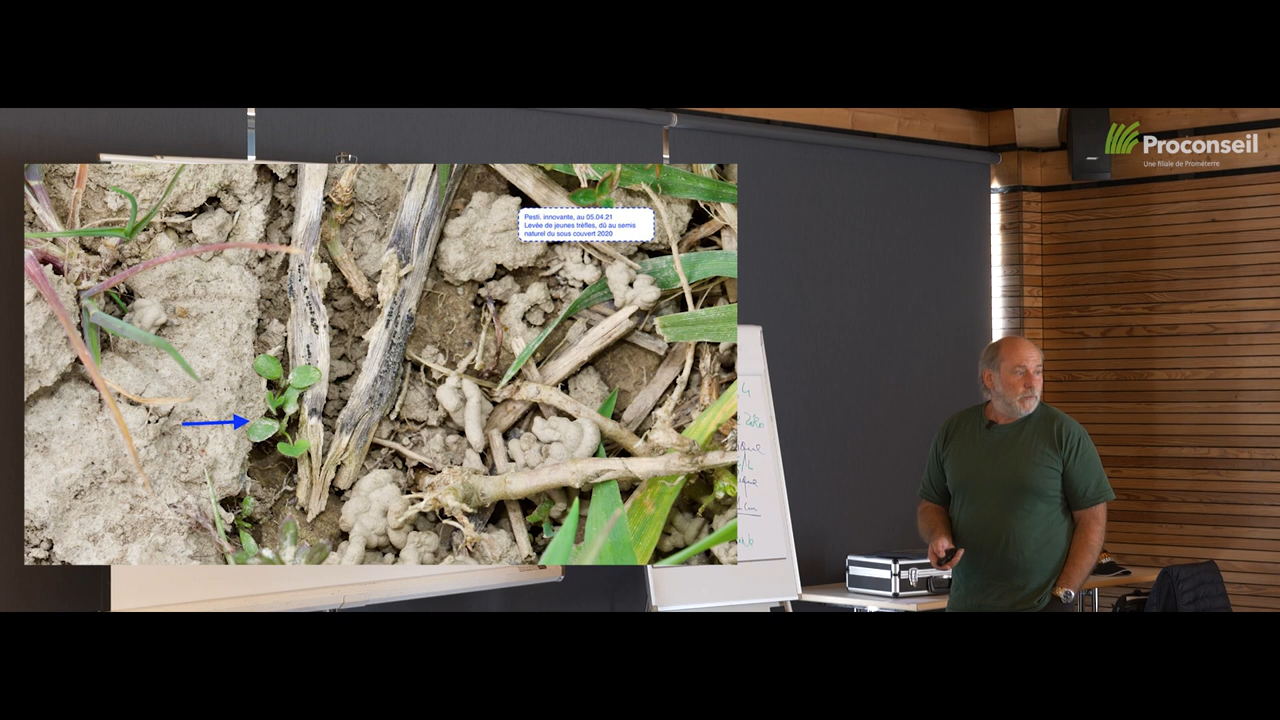 Proconseil
Une filiale de Prométerre
Pesti. innovante, au 05.04.21
Levée de jeunes trèfles, dû au semis
naturel du sous couvert 2020